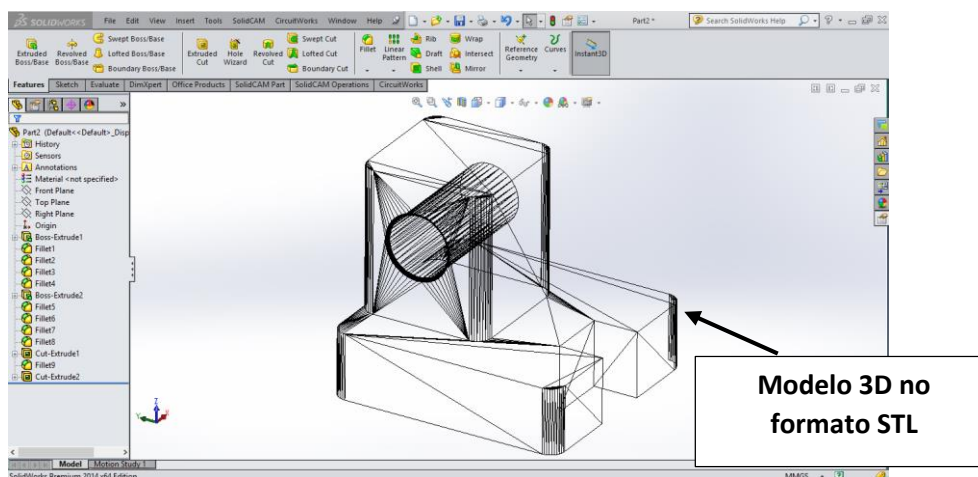 SOLIDWORKS File Edit View Insert Tools SolidCAM CircuitWorks Window Help Part2 * Search SolidWorks Help
Extruded Boss/Base
Revolved Boss/Base
Swept Boss/Base
Lofted Boss/Base
Boundary Boss/Base
Extruded Cut
Hole Wizard
Revolved Cut
Swept Cut
Lofted Cut
Boundary Cut
Fillet
Linear Pattern
Rib
Draft
Shell
Wrap
Intersect
Mirror
Reference Geometry
Curves
Instant3D
Features Sketch Evaluate DimXpert Office Products SolidCAM Part SolidCAM Operations CircuitWorks
Part2 (Default<<Default>_Disp
History
Sensors
Annotations
Material <not specified>
Front Plane
Top Plane
Right Plane
Origin
Boss-Extrude1
Fillet1
Fillet2
Fillet3
Fillet4
Boss-Extrude2
Fillet5
Fillet6
Fillet7
Fillet8
Cut-Extrude1
Fillet9
Cut-Extrude2
Z
Y
X
Modelo 3D no
formato STL
Model Motion Study 1
SolidWorks Premium 2014 x64 Edition
MMGS